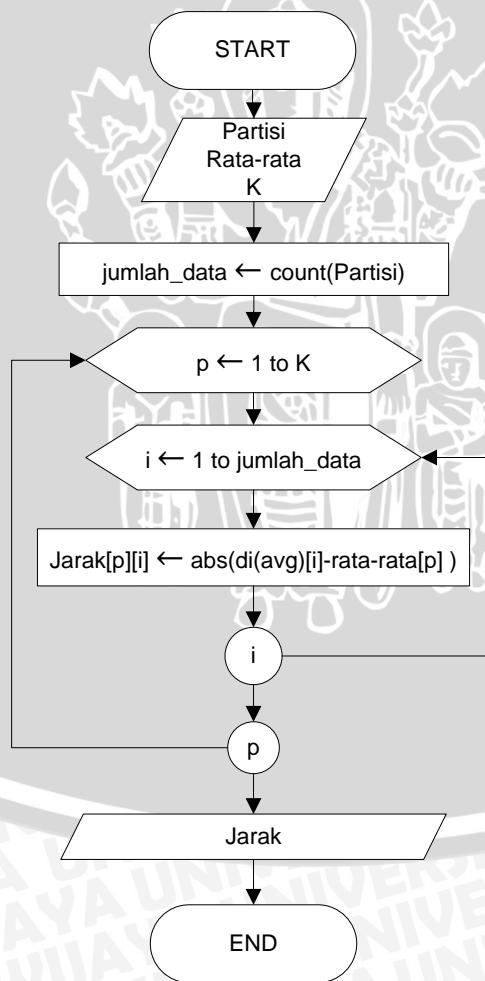 START
Partisi
Rata-rata
K
jumlah_data ← count(Partisi)
p ← 1 to K
i ← 1 to jumlah_data
Jarak[p][i] ← abs(di(avg)[i]-rata-rata[p] )
i
p
Jarak
END